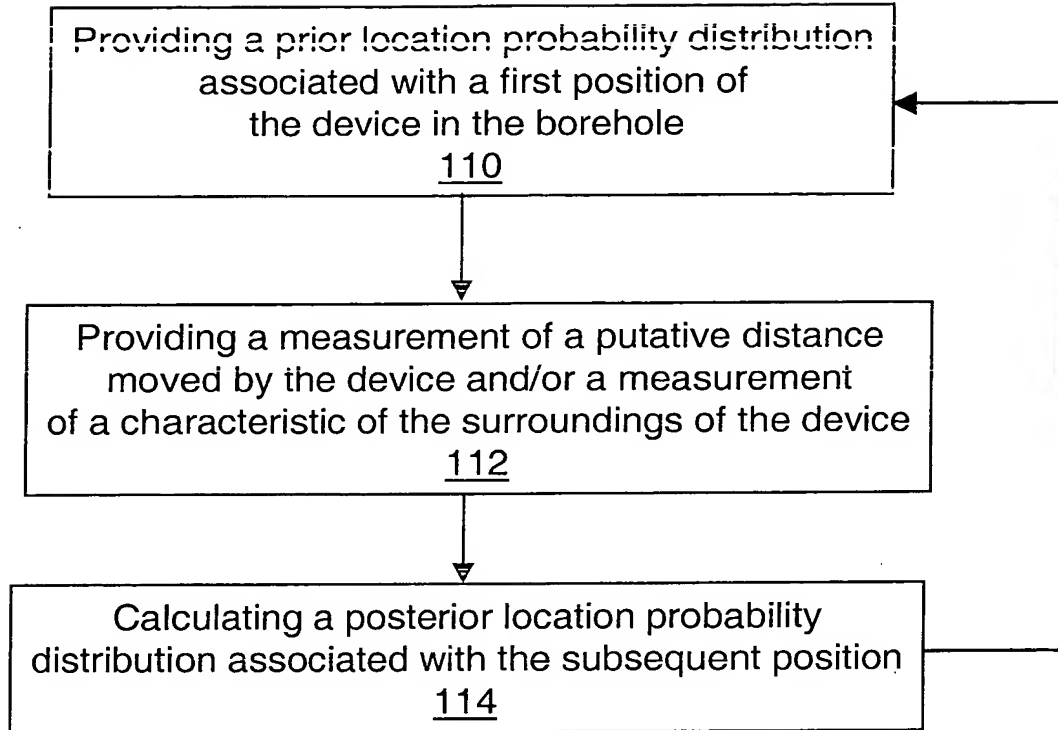 Providing a prior location probability distribution
associated with a first position of
the device in the borehole
110
Providing a measurement of a putative distance
moved by the device and/or a measurement
of a characteristic of the surroundings of the device
112
Calculating a posterior location probability
distribution associated with the subsequent position
114